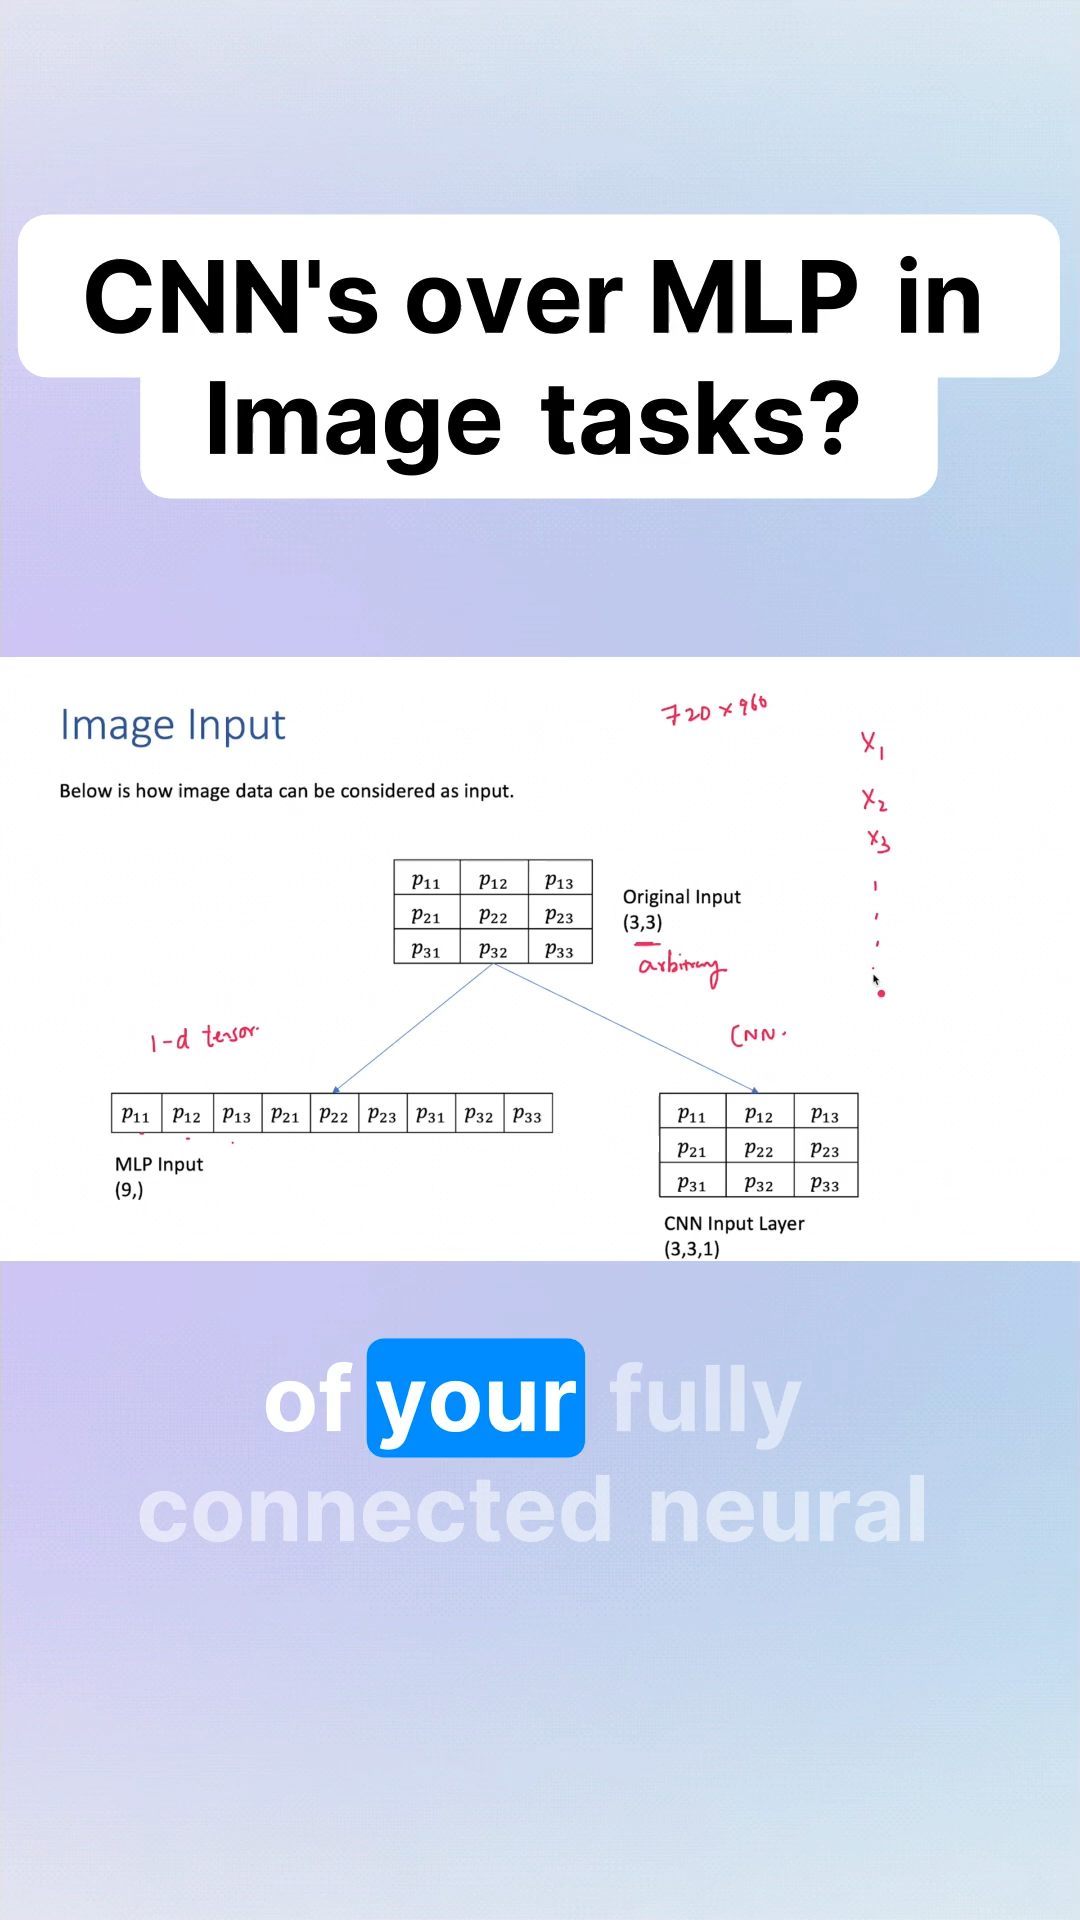 CNN's over MLP in
Image tasks?
Image Input
720 x 960
Below is how image data can be considered as input.
x1
x2
x3
p11 p12 p13
p21 p22 p23
p31 p32 p33
Original Input
(3,3)
arbitrary
1-d tensor.
CNN.
p11 p12 p13 p21 p22 p23 p31 p32 p33
MLP Input
(9,)
p11 p12 p13
p21 p22 p23
p31 p32 p33
CNN Input Layer
(3,3,1)
of your fully
connected neural